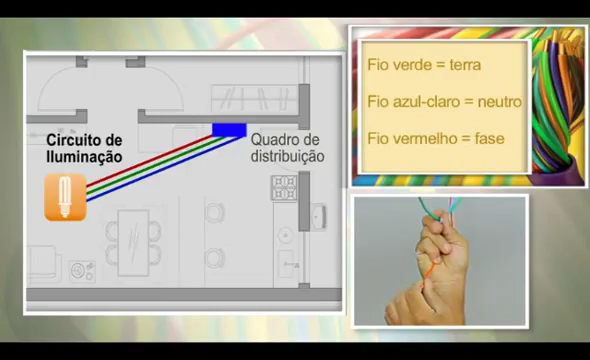 Circuito de
Iluminação
Quadro de
distribuição
Fio verde = terra
Fio azul-claro = neutro
Fio vermelho = fase